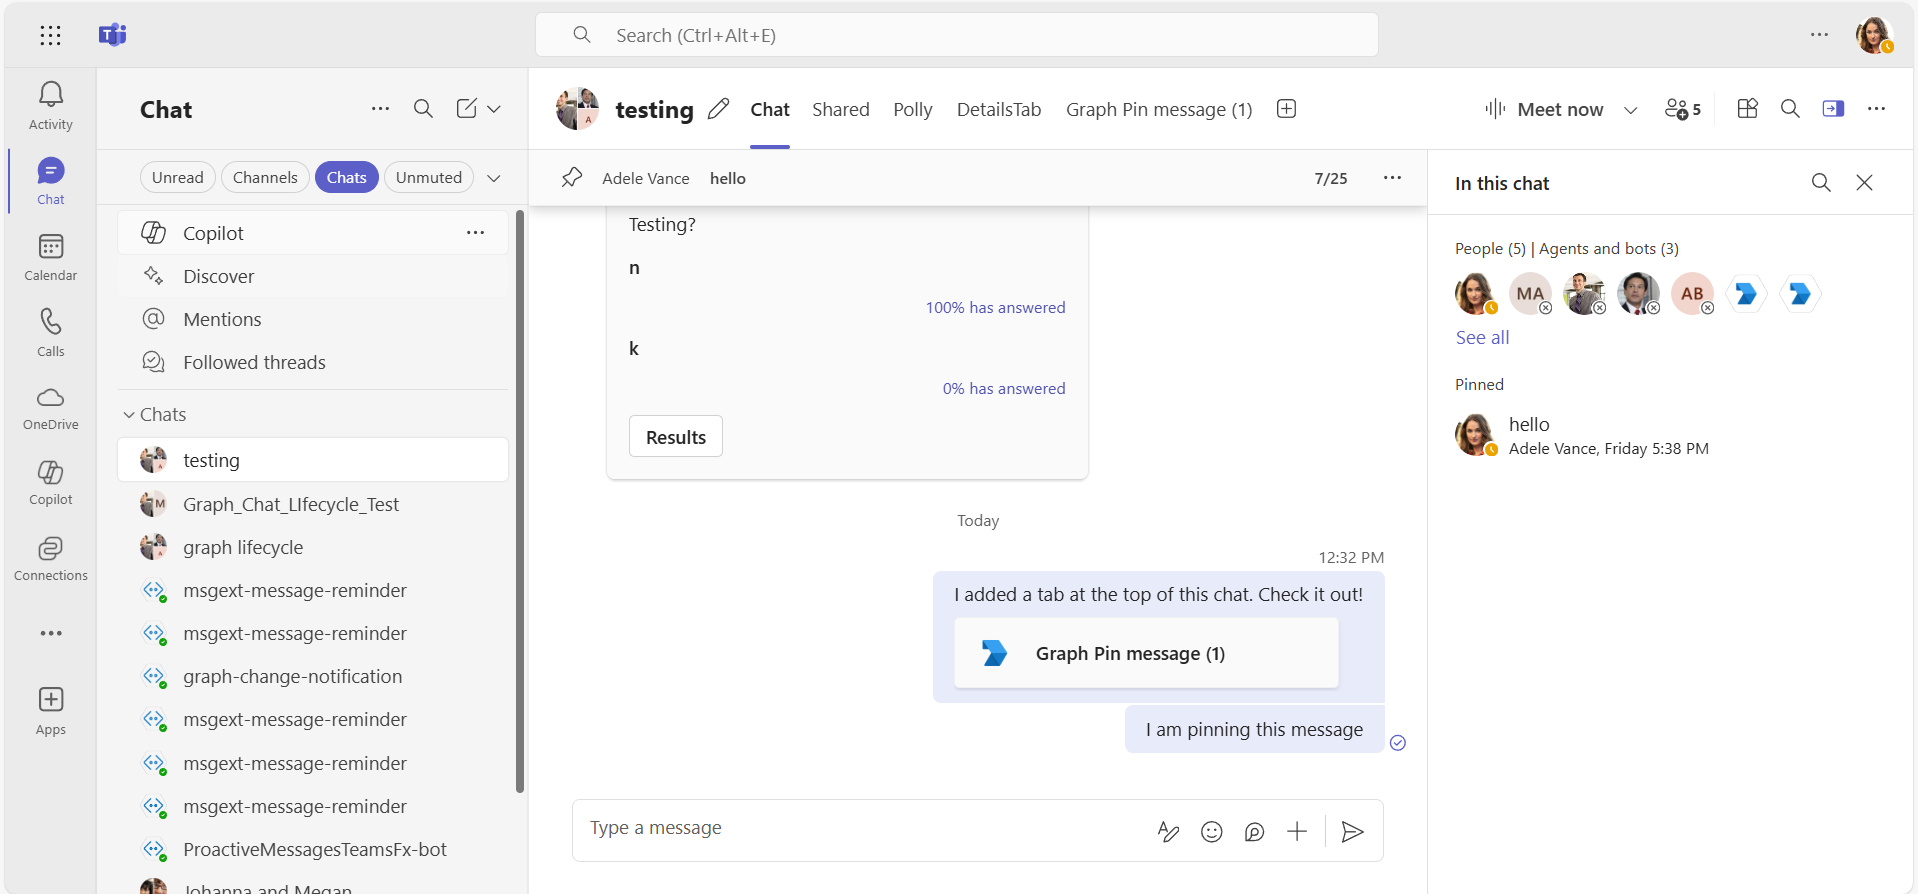 Search (Ctrl+Alt+E)
Activity
Chat
Calendar
Calls
OneDrive
Copilot
Connections
Apps
Chat
Unread
Channels
Chats
Unmuted
Copilot
Discover
Mentions
Followed threads
Chats
testing
Graph_Chat_LIfecycle_Test
graph lifecycle
msgext-message-reminder
msgext-message-reminder
graph-change-notification
msgext-message-reminder
msgext-message-reminder
msgext-message-reminder
ProactiveMessagesTeamsFx-bot
Johanna and Megan
testing
Chat
Shared
Polly
DetailsTab
Graph Pin message (1)
Meet now
5
Adele Vance hello
7/25
Testing?
n
100% has answered
k
0% has answered
Results
Today
12:32 PM
I added a tab at the top of this chat. Check it out!
Graph Pin message (1)
I am pinning this message
Type a message
In this chat
People (5) | Agents and bots (3)
MA
AB
See all
Pinned
hello
Adele Vance, Friday 5:38 PM